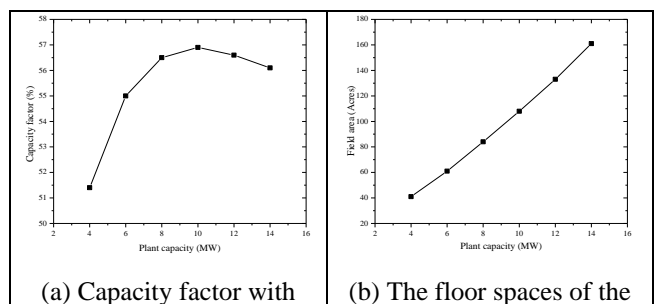 58
57
56
55
54
53
52
51
50
Capacity factor (%)
2 4 6 8 10 12 14 16
Plant capacity (MW)
(a) Capacity factor with
180
160
140
120
100
80
60
40
20
Field area (Acres)
2 4 6 8 10 12 14 16
Plant capacity (MW)
(b) The floor spaces of the